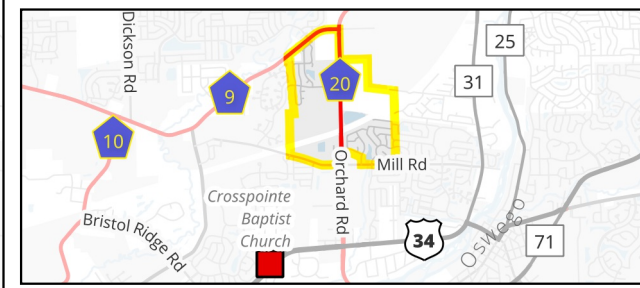 Dickson Rd
25
20
31
9
10
Orchard Rd
Mill Rd
Crosspointe
Baptist
Church
Bristol Ridge Rd
34
Oswego
71